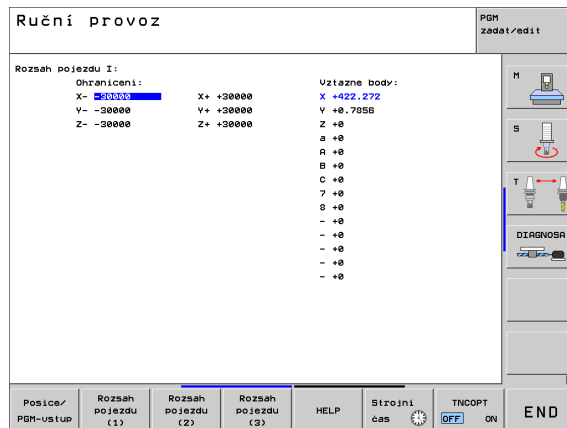 Ruční provoz
PGM
zadat/edit
Rozsah pojezdu I:
Ohraniceni:
Vztazne body:
X- -30000 X+ +30000 X +422.272
Y- -30000 Y+ +30000 Y +0.7856
Z- -30000 Z+ +30000 Z +0
a +0
A +0
B +0
C +0
7 +0
8 +0
- +0
- +0
- +0
- +0
- +0
M
S
T
DIAGNOSA
Posice/
PGM-vstup
Rozsah
pojezdu
(1)
Rozsah
pojezdu
(2)
Rozsah
pojezdu
(3)
HELP
Strojni
čas
TNCOPT
OFF ON
END